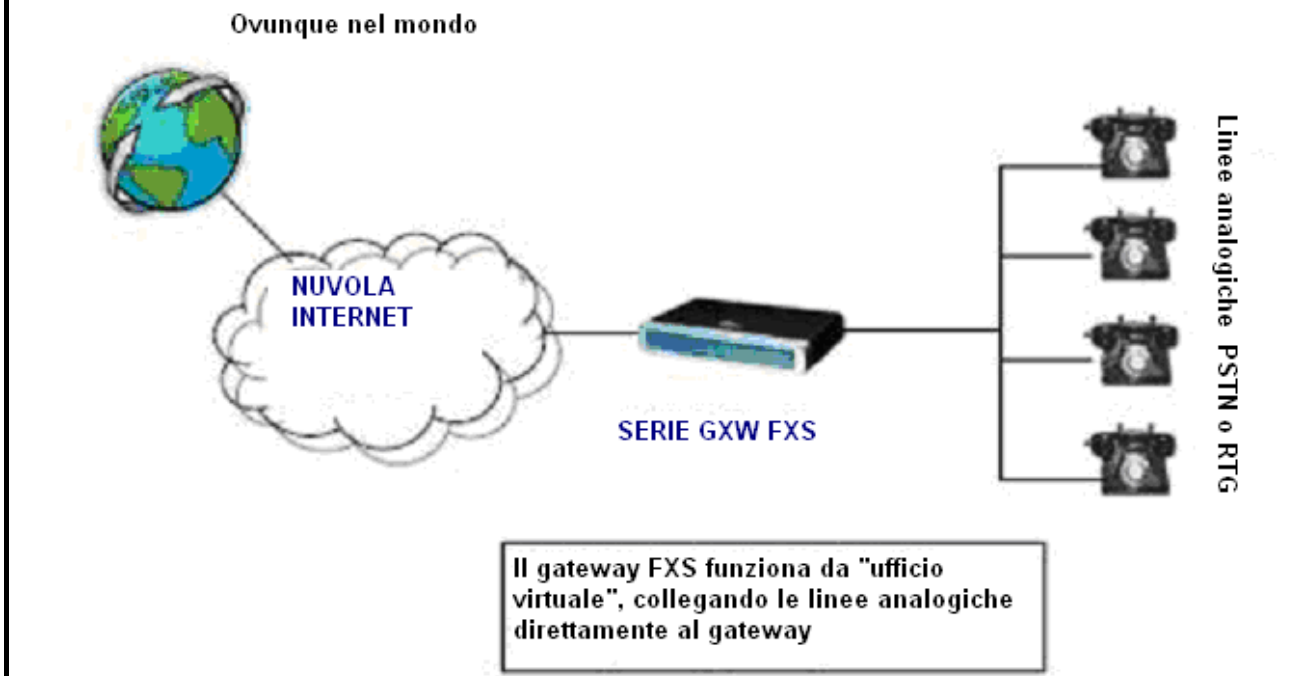 Ovunque nel mondo
NUVOLA
INTERNET
SERIE GXW FXS
Linee analogiche PSTN o RTG
Il gateway FXS funziona da "ufficio
virtuale", collegando le linee analogiche
direttamente al gateway